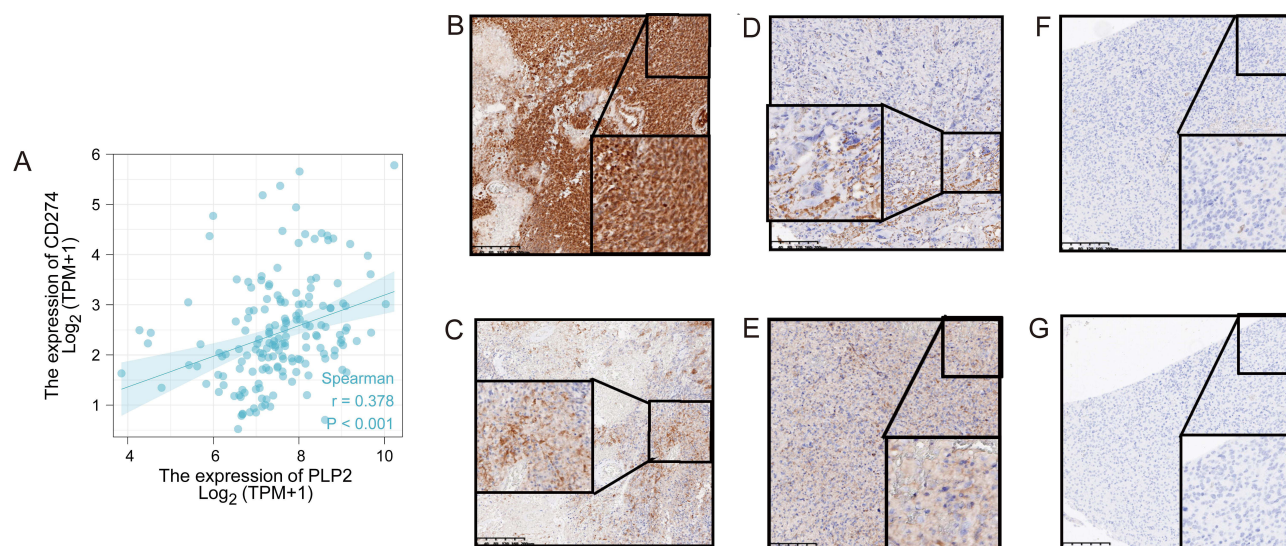 A
The expression of CD274
Log2 (TPM+1)
6
5
4
3
2
1
Spearman
r = 0.378
P < 0.001
4
6
8
10
The expression of PLP2
Log2 (TPM+1)
B
C
D
E
F
G